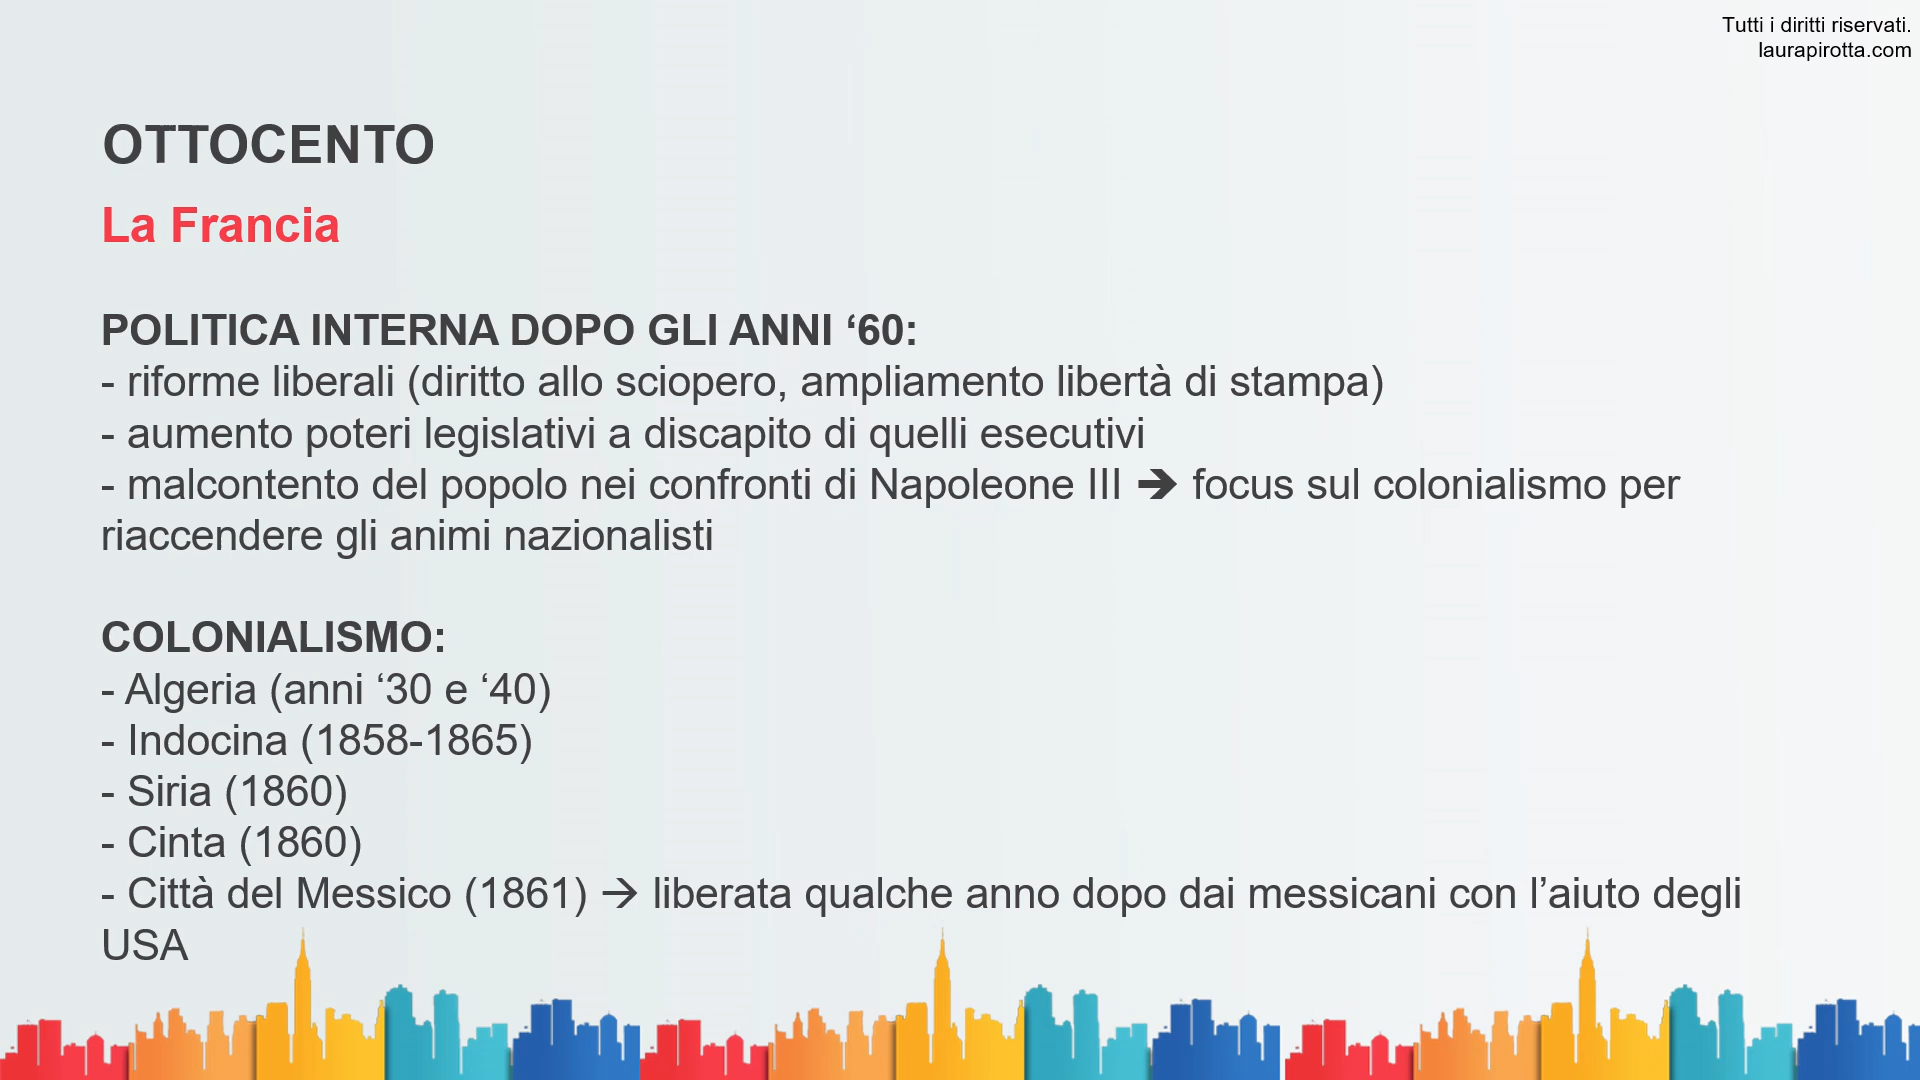 Tutti i diritti riservati.
laurapirotta.com
OTTOCENTO
La Francia
POLITICA INTERNA DOPO GLI ANNI ‘60:
- riforme liberali (diritto allo sciopero, ampliamento libertà di stampa)
- aumento poteri legislativi a discapito di quelli esecutivi
- malcontento del popolo nei confronti di Napoleone III ➔ focus sul colonialismo per
riaccendere gli animi nazionalisti
COLONIALISMO:
- Algeria (anni ‘30 e ‘40)
- Indocina (1858-1865)
- Siria (1860)
- Cinta (1860)
- Città del Messico (1861) → liberata qualche anno dopo dai messicani con l’aiuto degli
USA